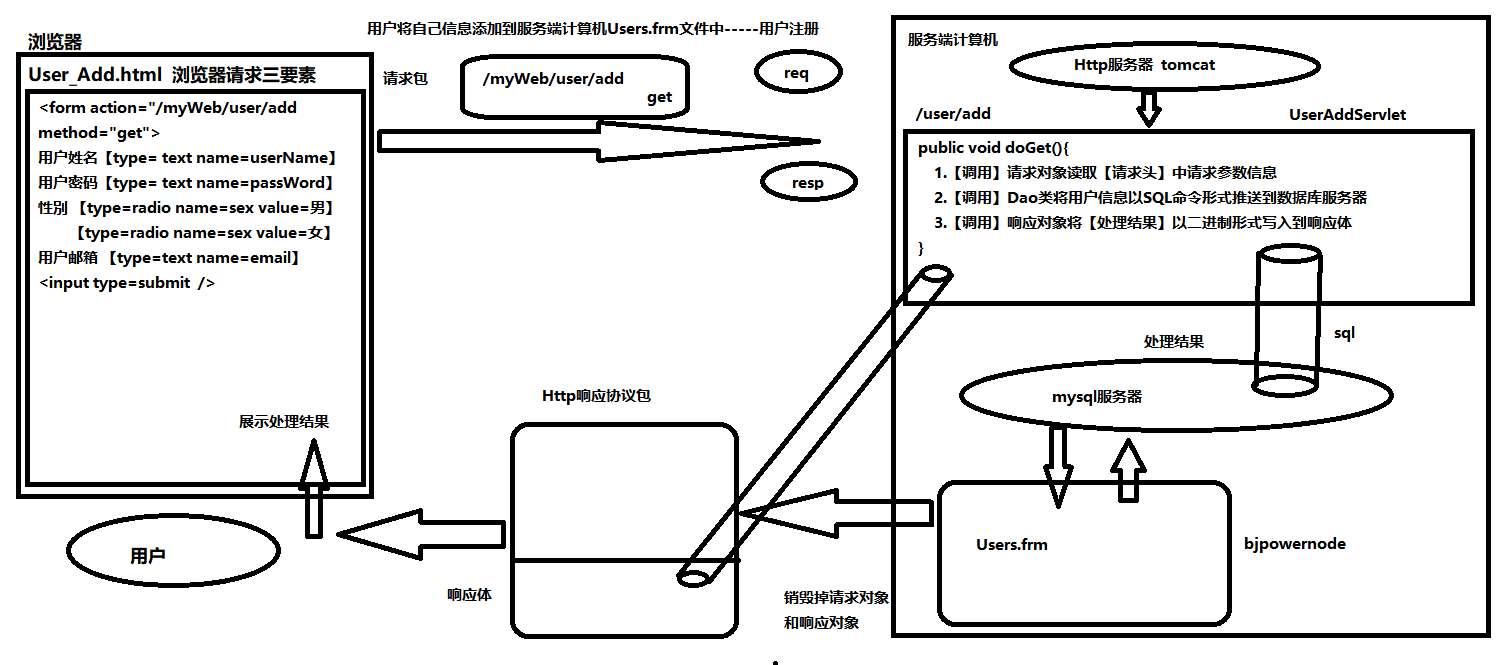 用户将自己信息添加到服务端计算机Users.frm文件中-----用户注册
浏览器
User_Add.html 浏览器请求三要素
<form action="/myWeb/user/add
method="get">
用户姓名【type= text name=userName】
用户密码【type= text name=passWord】
性别 【type=radio name=sex value=男】
【type=radio name=sex value=女】
用户邮箱 【type=text name=email】
<input type=submit />
展示处理结果
用户
请求包
/myWeb/user/add
get
req
resp
服务端计算机
Http服务器 tomcat
/user/add
UserAddServlet
public void doGet(){
1.【调用】请求对象读取【请求头】中请求参数信息
2.【调用】Dao类将用户信息以SQL命令形式推送到数据库服务器
3.【调用】响应对象将【处理结果】以二进制形式写入到响应体
}
sql
处理结果
mysql服务器
Users.frm
bjpowernode
Http响应协议包
响应体
销毁掉请求对象
和响应对象